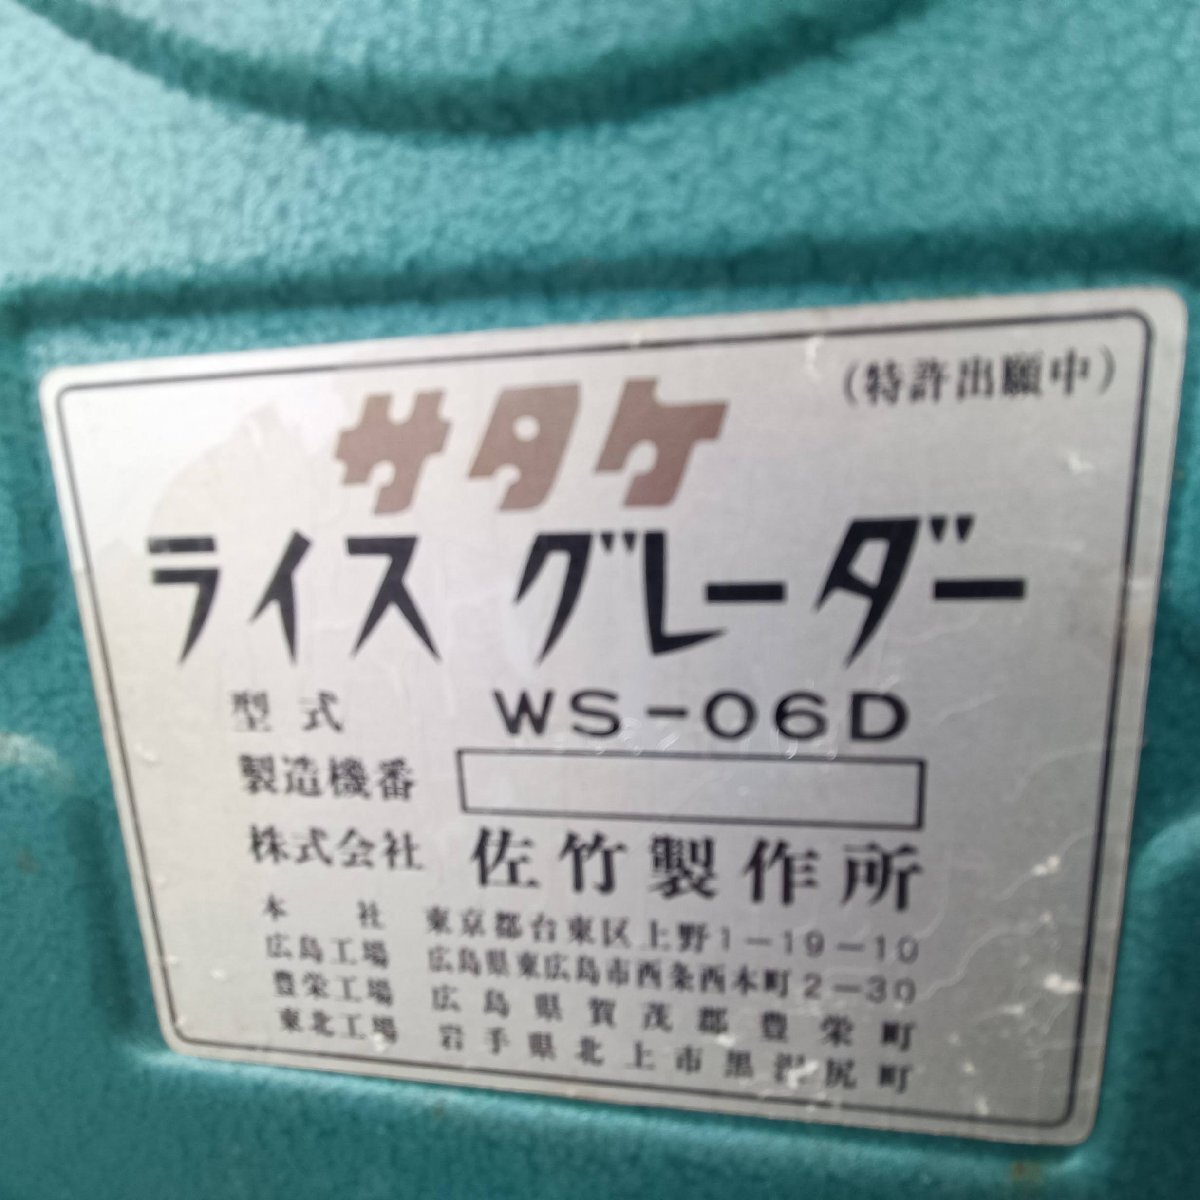 (特許出願中)
サタケ
ライス グレーダー
型式 WS-06D
製造機番
株式会社 佐竹製作所
本社 東京都台東区上野1-19-10
広島工場 広島県東広島市西条西本町2-30
豊栄工場 広島県賀茂郡豊栄町
東北工場 岩手県北上市黒沢尻町